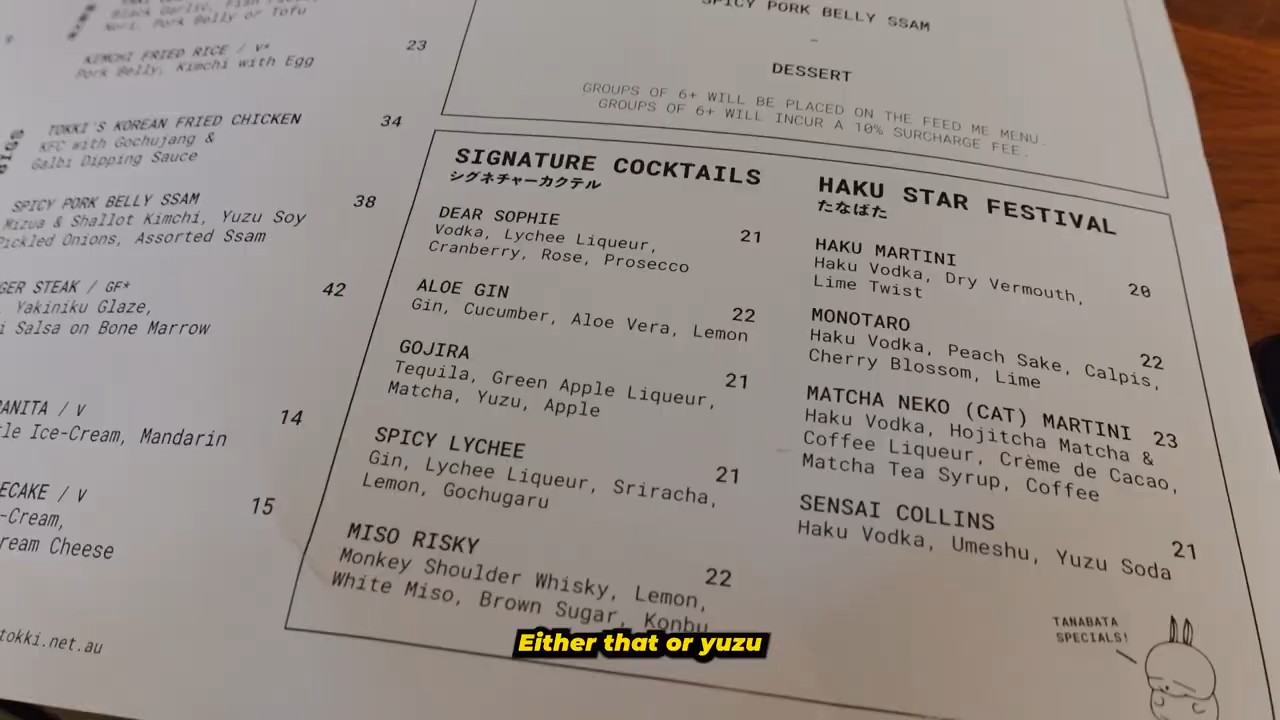 Black Garlic,
Nori, Pork Belly or Tofu
KIMCHI FRIED RICE / V* 23
Pork Belly, Kimchi with Egg
TOKKI'S KOREAN FRIED CHICKEN 34
KFC with Gochujang &
Galbi Dipping Sauce
SPICY PORK BELLY SSAM 38
Mizua & Shallot Kimchi, Yuzu Soy
Pickled Onions, Assorted Ssam
GER STEAK / GF* 42
, Yakiniku Glaze,
i Salsa on Bone Marrow
ANITA / V 14
le Ice-Cream, Mandarin
ECAKE / V 15
-Cream,
ream Cheese
tokki.net.au
SPICY PORK BELLY SSAM
–
DESSERT
GROUPS OF 6+ WILL BE PLACED ON THE FEED ME MENU.
GROUPS OF 6+ WILL INCUR A 10% SURCHARGE FEE.
SIGNATURE COCKTAILS
シグネチャーカクテル
DEAR SOPHIE 21
Vodka, Lychee Liqueur,
Cranberry, Rose, Prosecco
ALOE GIN 22
Gin, Cucumber, Aloe Vera, Lemon
GOJIRA 21
Tequila, Green Apple Liqueur,
Matcha, Yuzu, Apple
SPICY LYCHEE 21
Gin, Lychee Liqueur, Sriracha,
Lemon, Gochugaru
MISO RISKY 22
Monkey Shoulder Whisky, Lemon,
White Miso, Brown Sugar, Konbu
HAKU STAR FESTIVAL
たなばた
HAKU MARTINI 20
Haku Vodka, Dry Vermouth,
Lime Twist
MONOTARO 22
Haku Vodka, Peach Sake, Calpis,
Cherry Blossom, Lime
MATCHA NEKO (CAT) MARTINI 23
Haku Vodka, Hojitcha Matcha &
Coffee Liqueur, Crème de Cacao,
Matcha Tea Syrup, Coffee
SENSAI COLLINS 21
Haku Vodka, Umeshu, Yuzu Soda
TANABATA
SPECIALS!
Either that or yuzu